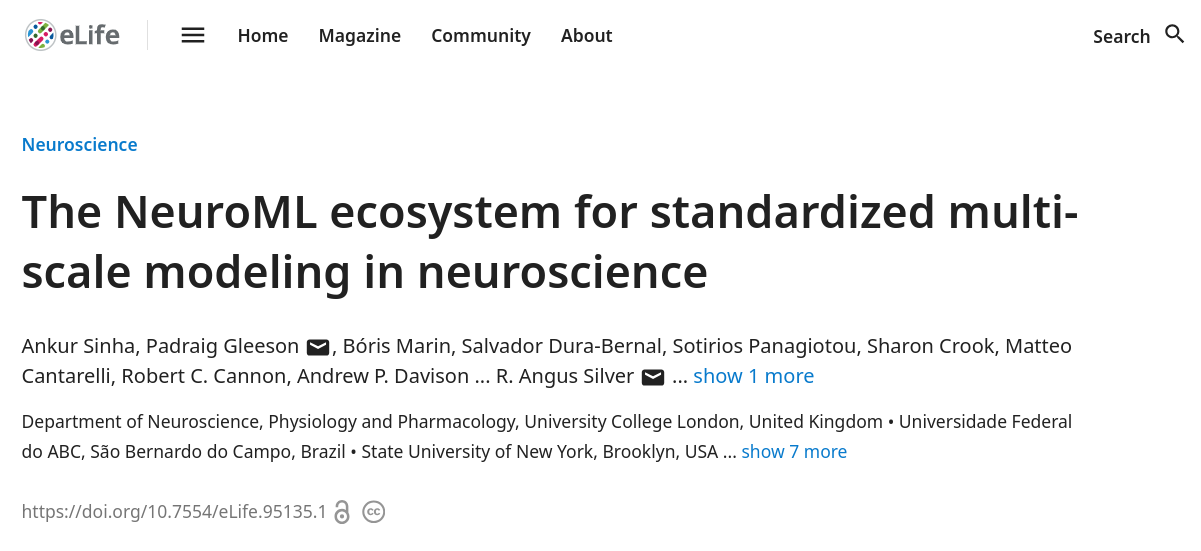 eLife Home Magazine Community About Search
Neuroscience
The NeuroML ecosystem for standardized multi-
scale modeling in neuroscience
Ankur Sinha, Padraig Gleeson , Bóris Marin, Salvador Dura-Bernal, Sotirios Panagiotou, Sharon Crook, Matteo
Cantarelli, Robert C. Cannon, Andrew P. Davison ... R. Angus Silver ... show 1 more
Department of Neuroscience, Physiology and Pharmacology, University College London, United Kingdom • Universidade Federal
do ABC, São Bernardo do Campo, Brazil • State University of New York, Brooklyn, USA ... show 7 more
https://doi.org/10.7554/eLife.95135.1 cc